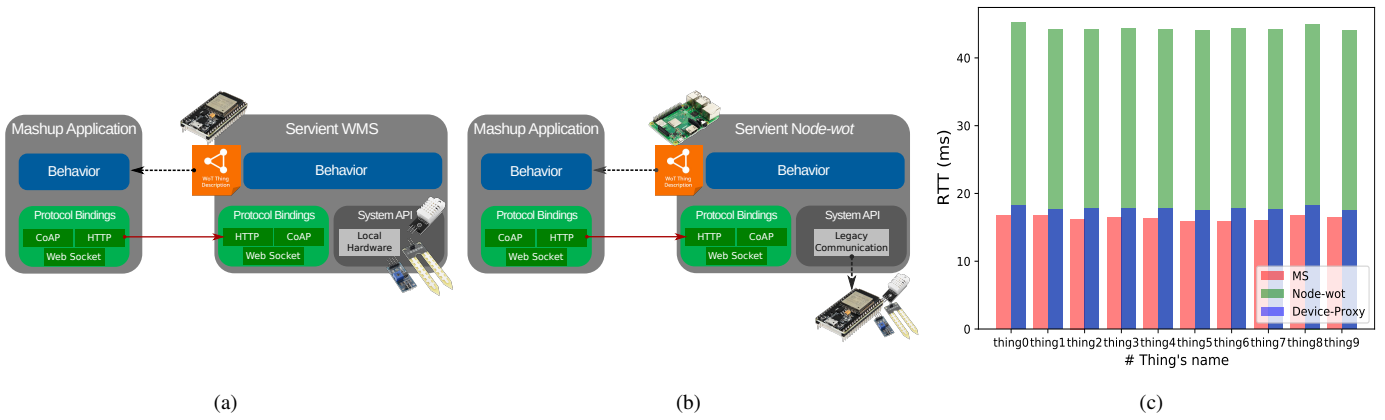 Mashup Application
Servient WMS
Behavior
WoT Thing
Description
Behavior
Protocol Bindings
CoAP
HTTP
Web Socket
Protocol Bindings
HTTP
CoAP
Web Socket
System API
Local
Hardware
(a)
Mashup Application
Servient Node-wot
Behavior
WoT Thing
Description
Behavior
Protocol Bindings
CoAP
HTTP
Web Socket
Protocol Bindings
HTTP
CoAP
Web Socket
System API
Legacy
Communication
(b)
RTT (ms)
40
30
20
10
0
MS
Node-wot
Device-Proxy
thing0 thing1 thing2 thing3 thing4 thing5 thing6 thing7 thing8 thing9
# Thing's name
(c)